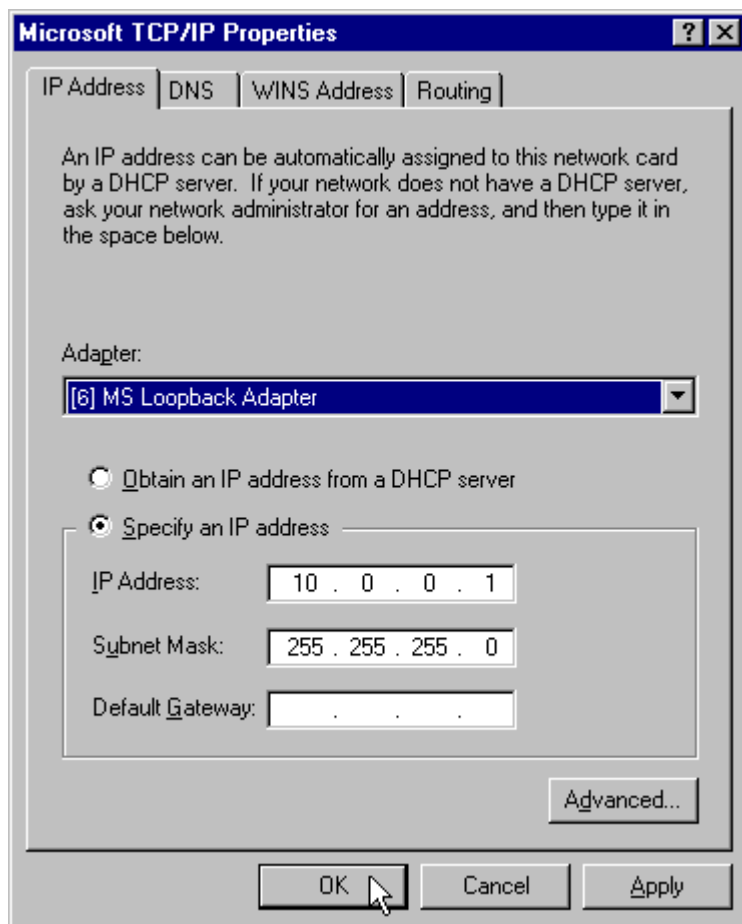 Microsoft TCP/IP Properties
IP Address DNS WINS Address Routing
An IP address can be automatically assigned to this network card
by a DHCP server. If your network does not have a DHCP server,
ask your network administrator for an address, and then type it in
the space below.
Adapter:
[6] MS Loopback Adapter
Obtain an IP address from a DHCP server
Specify an IP address
IP Address: 10 . 0 . 0 . 1
Subnet Mask: 255 . 255 . 255 . 0
Default Gateway: . . .
Advanced...
OK Cancel Apply